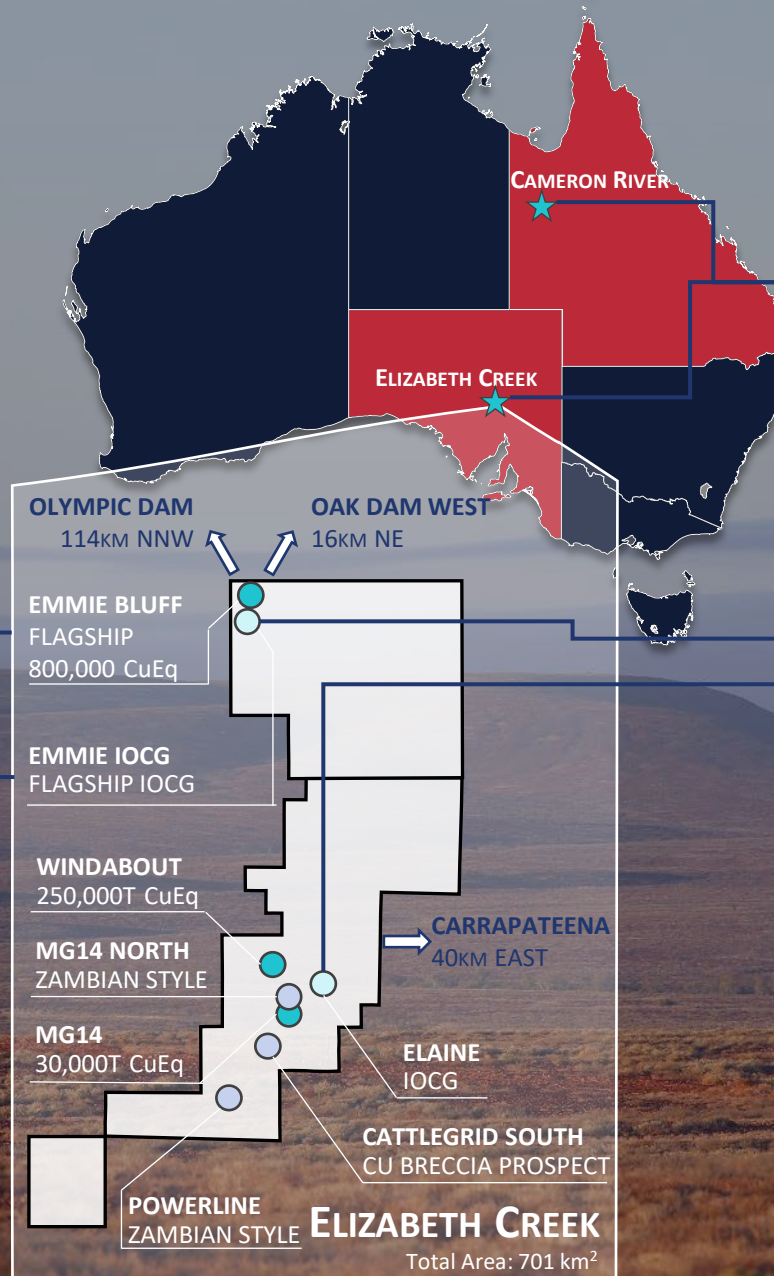 CAMERON RIVER
ELIZABETH CREEK
OLYMPIC DAM
114KM NNW
OAK DAM WEST
16KM NE
EMMIE BLUFF
FLAGSHIP
800,000 CuEq
EMMIE IOCG
FLAGSHIP IOCG
WINDABOUT
250,000T CuEq
MG14 NORTH
ZAMBIAN STYLE
MG14
30,000T CuEq
CARRAPATEENA
40KM EAST
ELAINE
IOCG
CATTLEGRID SOUTH
CU BRECCIA PROSPECT
POWERLINE
ZAMBIAN STYLE
ELIZABETH CREEK
Total Area: 701 km²